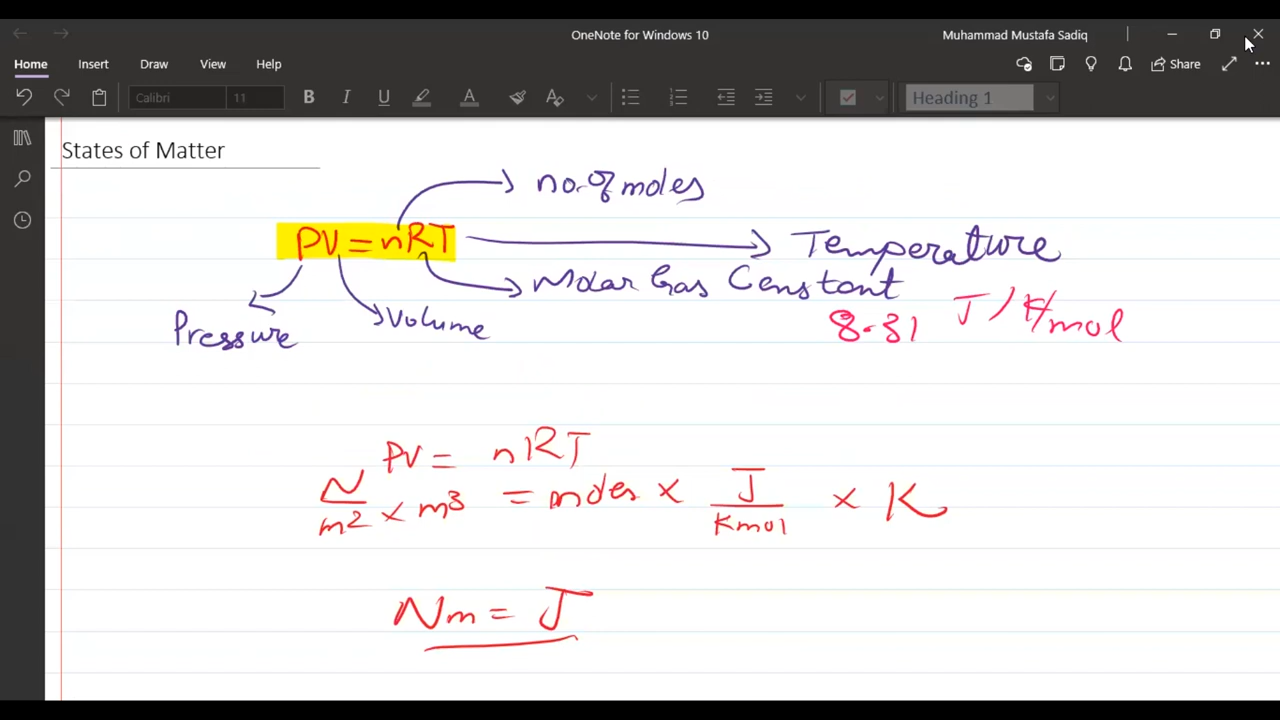 OneNote for Windows 10
Muhammad Mustafa Sadiq
Home Insert Draw View Help
Share
Calibri 11 B I U A Heading 1
States of Matter
no. of moles
PV = nRT
Temperature
Molar Gas Constant
8.31 J/K/mol
Pressure
Volume
PV = nRT
N/m2 × m3 = moles × J/Kmol × K
Nm = J